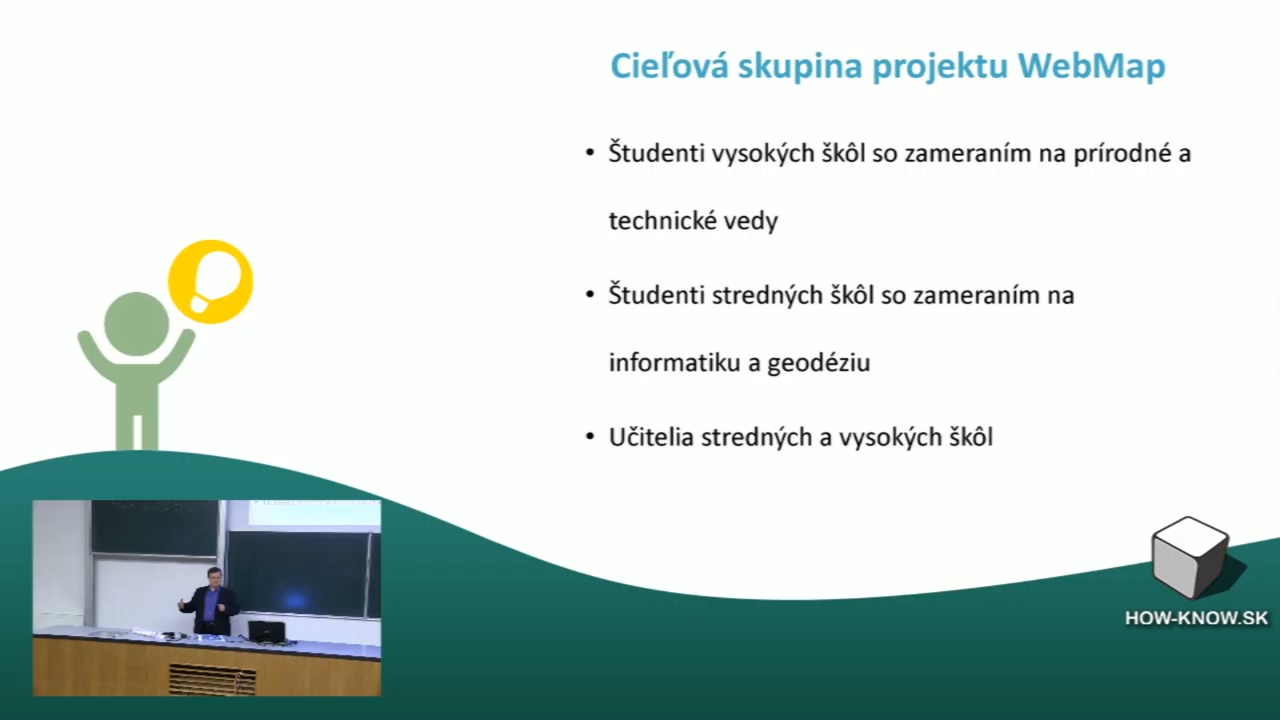 Cieľová skupina projektu WebMap
• Študenti vysokých škôl so zameraním na prírodné a
technické vedy
• Študenti stredných škôl so zameraním na
informatiku a geodéziu
• Učitelia stredných a vysokých škôl
HOW-KNOW.SK